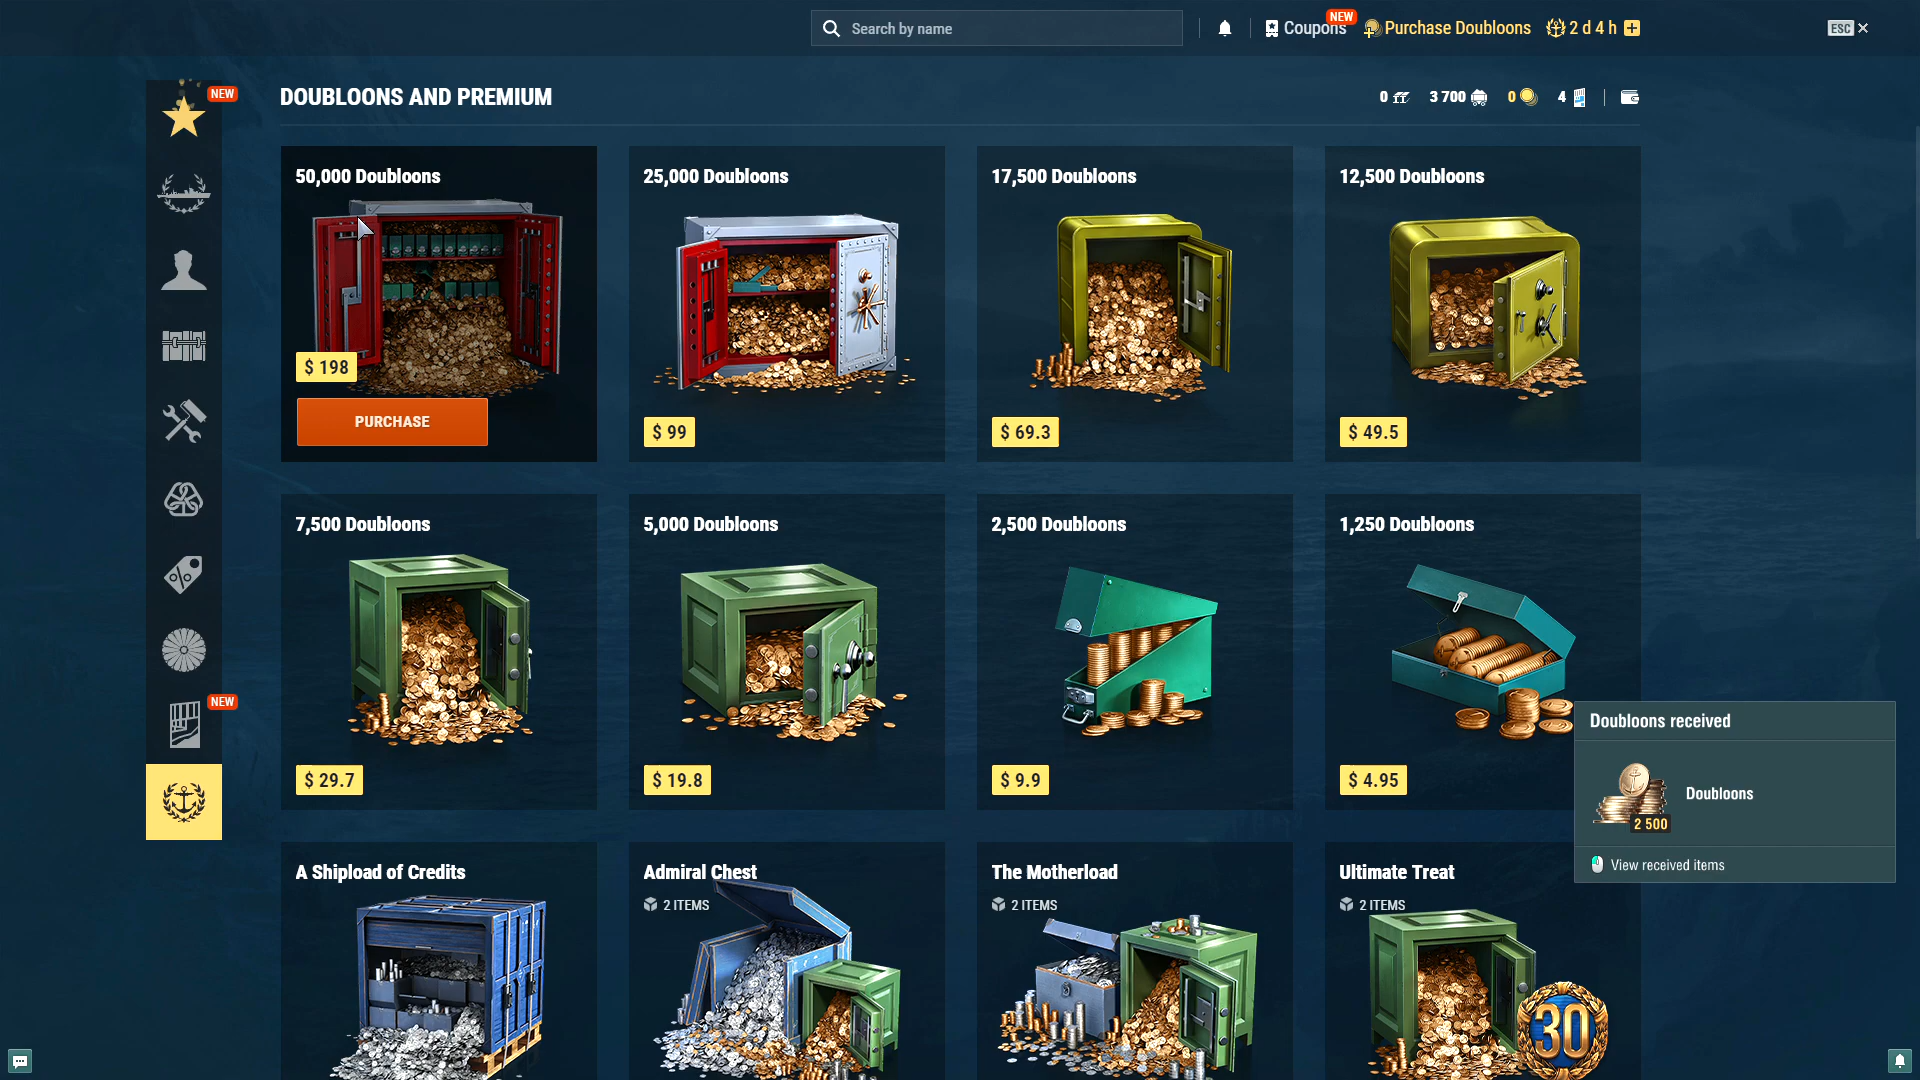 Search by name
Coupons
NEW
Purchase Doubloons
2 d 4 h
ESC
NEW
DOUBLOONS AND PREMIUM
0
3 700
0
4
50,000 Doubloons
$ 198
PURCHASE
25,000 Doubloons
$ 99
17,500 Doubloons
$ 69.3
12,500 Doubloons
$ 49.5
7,500 Doubloons
$ 29.7
5,000 Doubloons
$ 19.8
2,500 Doubloons
$ 9.9
1,250 Doubloons
$ 4.95
NEW
Doubloons received
Doubloons
2 500
View received items
A Shipload of Credits
Admiral Chest
2 ITEMS
The Motherload
2 ITEMS
Ultimate Treat
2 ITEMS
30